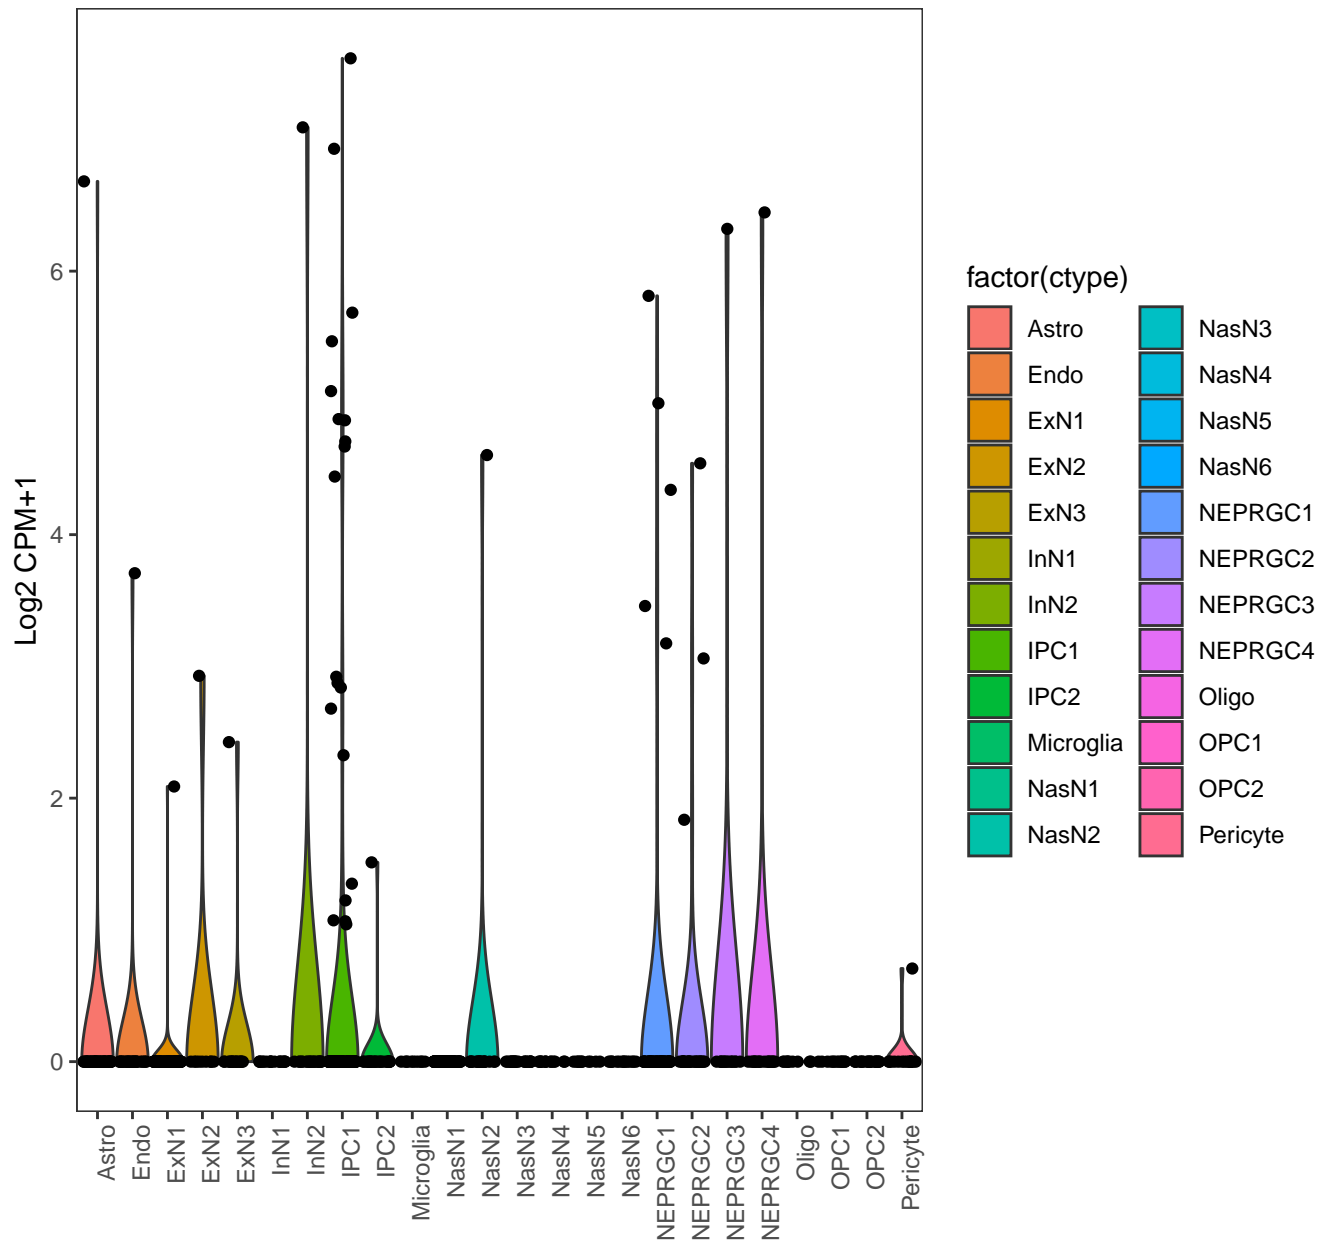 Log2 CPM+1
6
4
2
0
Astro
Endo
ExN1
ExN2
ExN3
InN1
InN2
IPC1
IPC2
Microglia
NasN1
NasN2
NasN3
NasN4
NasN5
NasN6
NEPRGC1
NEPRGC2
NEPRGC3
NEPRGC4
Oligo
OPC1
OPC2
Pericyte
factor(ctype)
Astro
Endo
ExN1
ExN2
ExN3
InN1
InN2
IPC1
IPC2
Microglia
NasN1
NasN2
NasN3
NasN4
NasN5
NasN6
NEPRGC1
NEPRGC2
NEPRGC3
NEPRGC4
Oligo
OPC1
OPC2
Pericyte